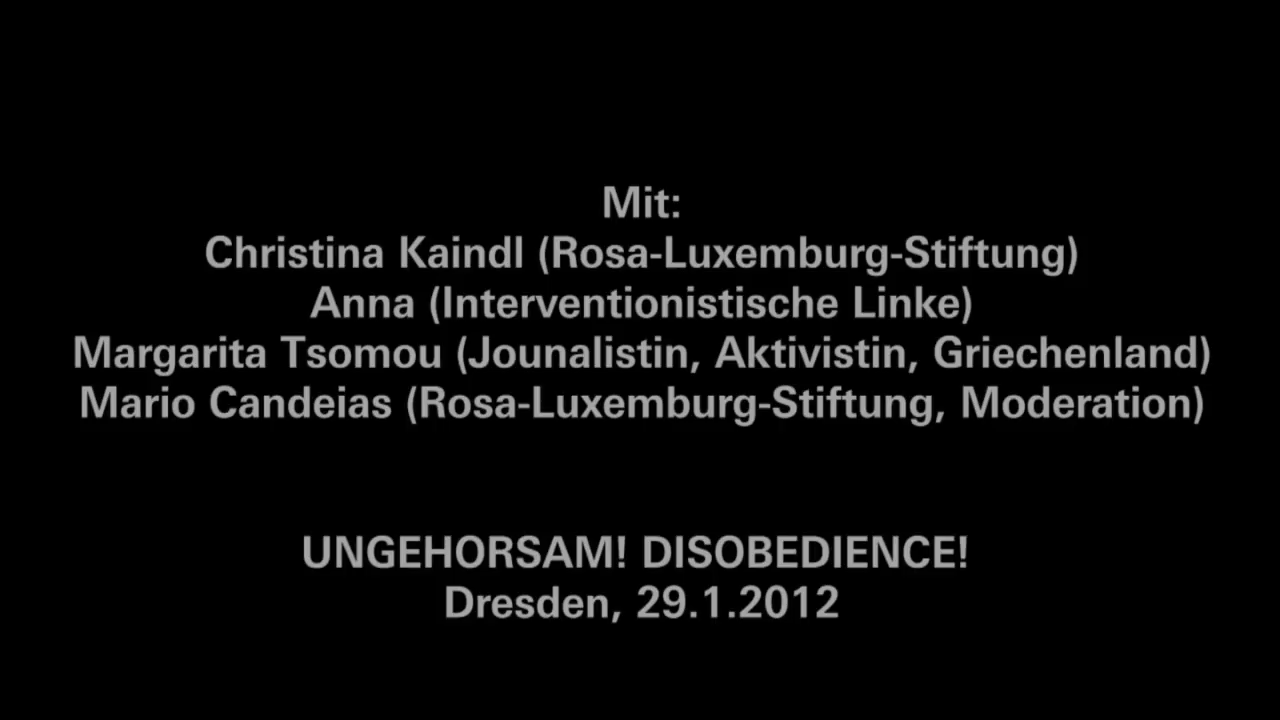 Mit:
Christina Kaindl (Rosa-Luxemburg-Stiftung)
Anna (Interventionistische Linke)
Margarita Tsomou (Jounalistin, Aktivistin, Griechenland)
Mario Candeias (Rosa-Luxemburg-Stiftung, Moderation)
UNGEHORSAM! DISOBEDIENCE!
Dresden, 29.1.2012